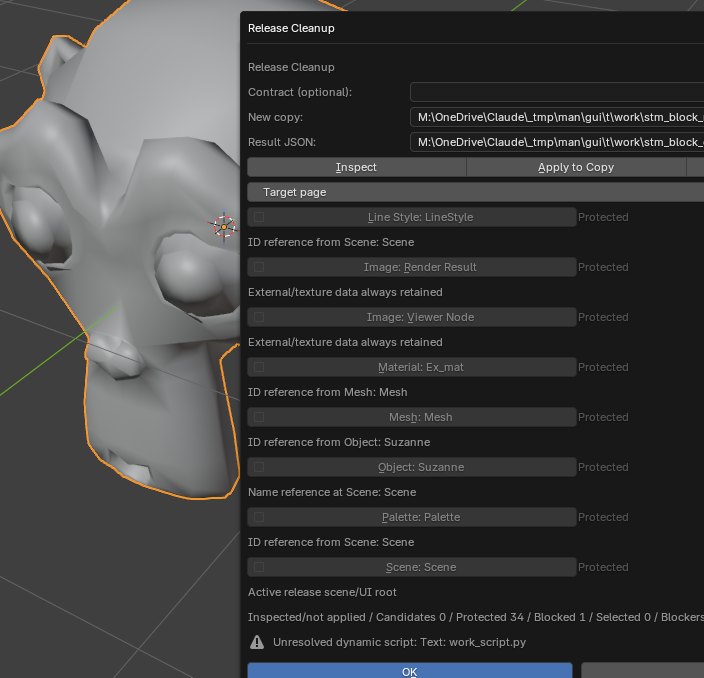 Release Cleanup
Release Cleanup
Contract (optional):
New copy: M:\OneDrive\Claude\_tmp\man\gui\t\work\stm_block_
Result JSON: M:\OneDrive\Claude\_tmp\man\gui\t\work\stm_block_
Inspect Apply to Copy
Target page
Line Style: LineStyle Protected
ID reference from Scene: Scene
Image: Render Result Protected
External/texture data always retained
Image: Viewer Node Protected
External/texture data always retained
Material: Ex_mat Protected
ID reference from Mesh: Mesh
Mesh: Mesh Protected
ID reference from Object: Suzanne
Object: Suzanne Protected
Name reference at Scene: Scene
Palette: Palette Protected
ID reference from Scene: Scene
Scene: Scene Protected
Active release scene/UI root
Inspected/not applied / Candidates 0 / Protected 34 / Blocked 1 / Selected 0 / Blockers
Unresolved dynamic script: Text: work_script.py
OK